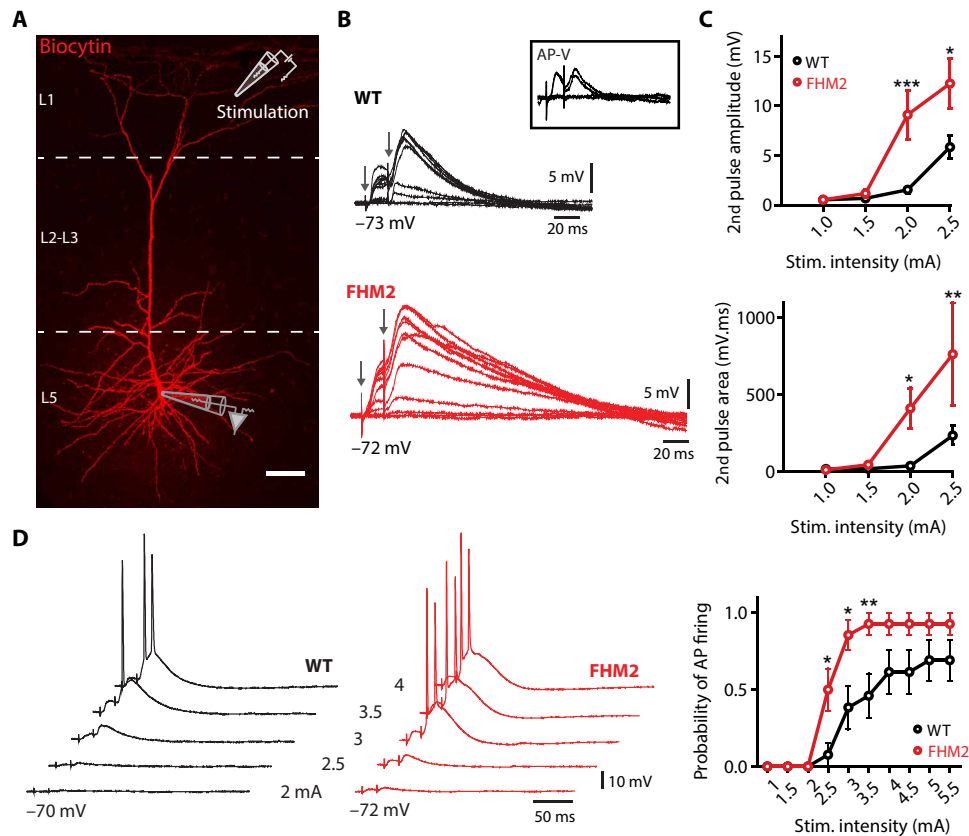 A
Biocytin
L1
Stimulation
L2-L3
L5
B
AP-V
WT
5 mV
20 ms
−73 mV
FHM2
5 mV
20 ms
−72 mV
C
2nd pulse amplitude (mV)
15
10
5
0
WT
FHM2
***
*
1.0
1.5
2.0
2.5
Stim. intensity (mA)
2nd pulse area (mV.ms)
1000
500
0
*
**
1.0
1.5
2.0
2.5
Stim. intensity (mA)
D
WT
FHM2
4
3.5
3
2.5
2 mA
−70 mV
−72 mV
10 mV
50 ms
Probability of AP firing
1.0
0.5
0.0
*
*
**
WT
FHM2
1
1.5
2
2.5
3
3.5
4
4.5
5
5.5
Stim. intensity (mA)